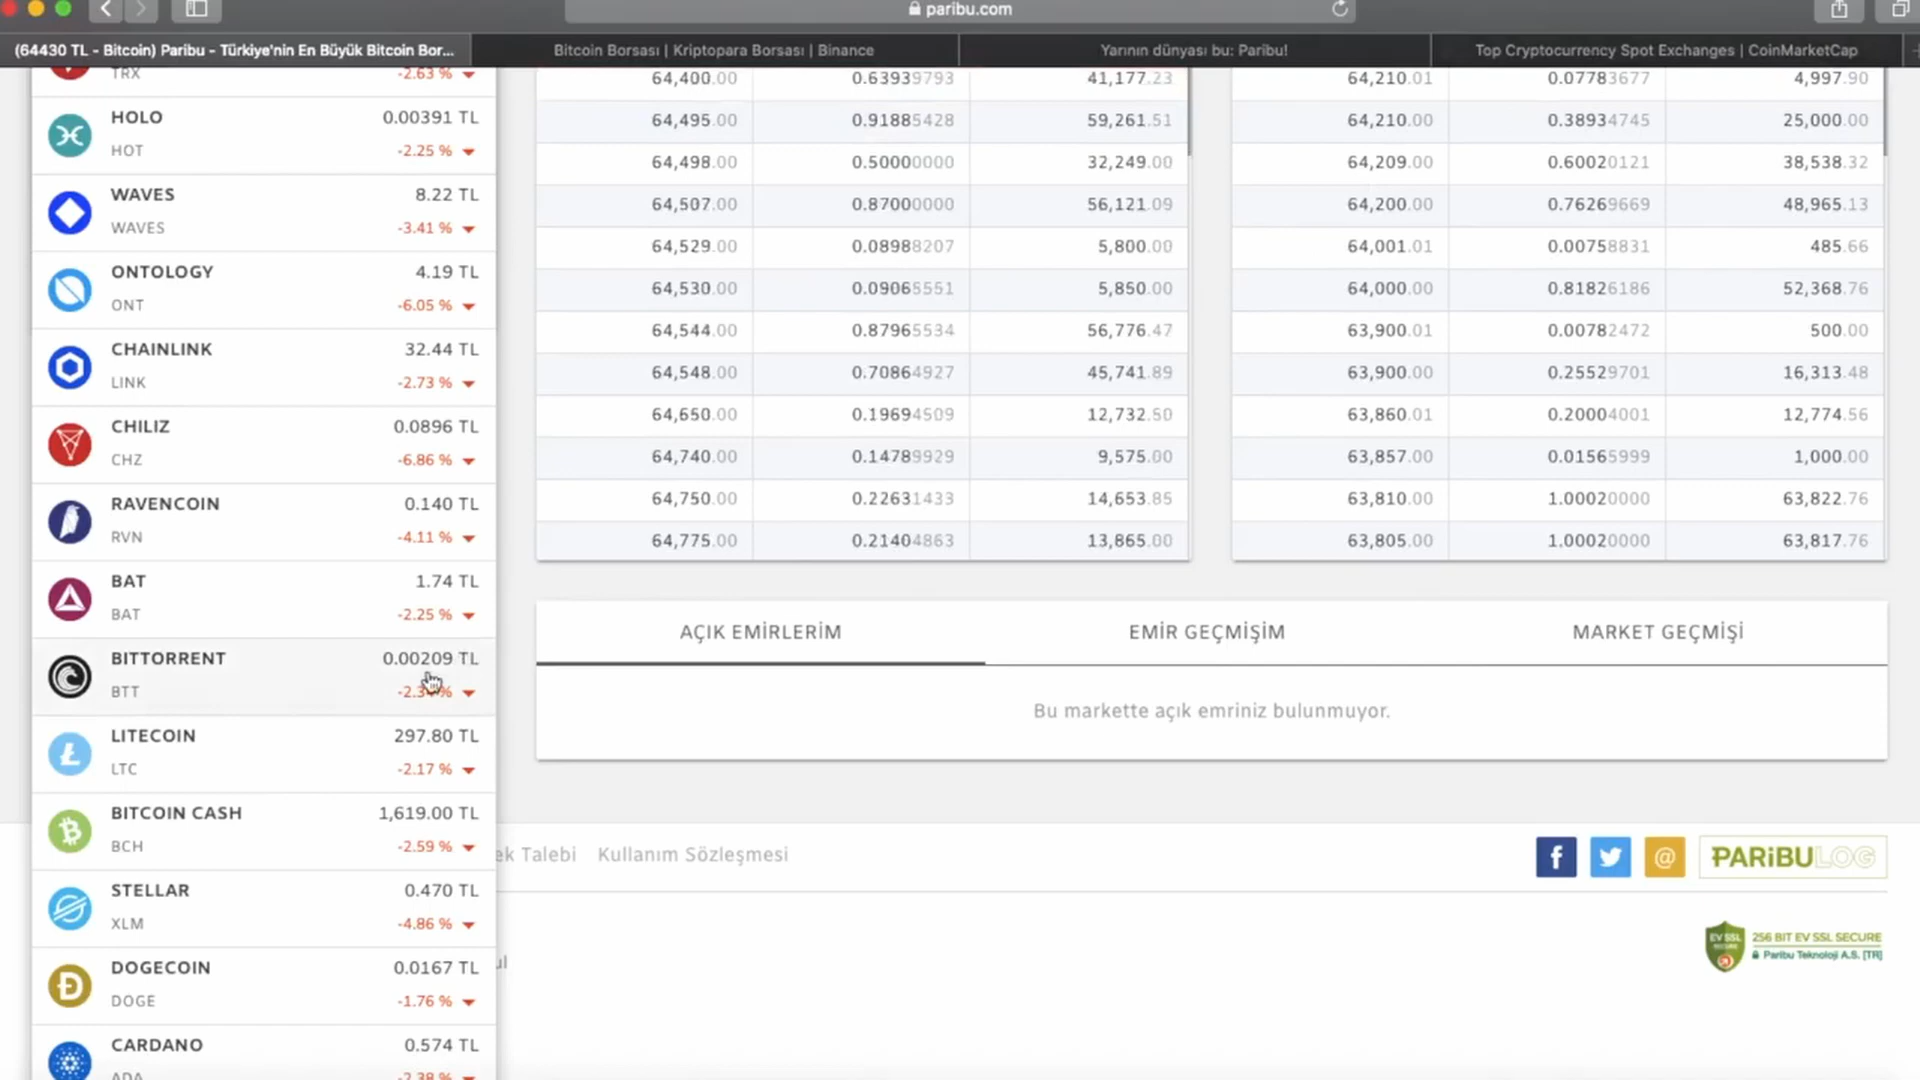 paribu.com
(64430 TL - Bitcoin) Paribu - Türkiye'nin En Büyük Bitcoin Bor...
Bitcoin Borsası | Kriptopara Borsası | Binance
Yarının dünyası bu: Paribu!
Top Cryptocurrency Spot Exchanges | CoinMarketCap
TRX -2.63 %
HOLO 0.00391 TL
HOT -2.25 %
WAVES 8.22 TL
WAVES -3.41 %
ONTOLOGY 4.19 TL
ONT -6.05 %
CHAINLINK 32.44 TL
LINK -2.73 %
CHILIZ 0.0896 TL
CHZ -6.86 %
RAVENCOIN 0.140 TL
RVN -4.11 %
BAT 1.74 TL
BAT -2.25 %
BITTORRENT 0.00209 TL
BTT
LITECOIN 297.80 TL
LTC -2.17 %
BITCOIN CASH 1,619.00 TL
BCH -2.59 %
STELLAR 0.470 TL
XLM -4.86 %
DOGECOIN 0.0167 TL
DOGE -1.76 %
CARDANO 0.574 TL
ADA -2.38 %
64,400.00 0.63939793 41,177.23
64,495.00 0.91885428 59,261.51
64,498.00 0.50000000 32,249.00
64,507.00 0.87000000 56,121.09
64,529.00 0.08988207 5,800.00
64,530.00 0.09065551 5,850.00
64,544.00 0.87965534 56,776.47
64,548.00 0.70864927 45,741.89
64,650.00 0.19694509 12,732.50
64,740.00 0.14789929 9,575.00
64,750.00 0.22631433 14,653.85
64,775.00 0.21404863 13,865.00
64,210.01 0.07783677 4,997.90
64,210.00 0.38934745 25,000.00
64,209.00 0.60020121 38,538.32
64,200.00 0.76269669 48,965.13
64,001.01 0.00758831 485.66
64,000.00 0.81826186 52,368.76
63,900.01 0.00782472 500.00
63,900.00 0.25529701 16,313.48
63,860.01 0.20004001 12,774.56
63,857.00 0.01565999 1,000.00
63,810.00 1.00020000 63,822.76
63,805.00 1.00020000 63,817.76
AÇIK EMİRLERİM
EMİR GEÇMİŞİM
MARKET GEÇMİŞİ
Bu markette açık emriniz bulunmuyor.
ek Talebi
Kullanım Sözleşmesi
PARiBULOG
EV SSL
256 BIT EV SSL SECURE
Paribu Teknoloji A.S. [TR]
ul